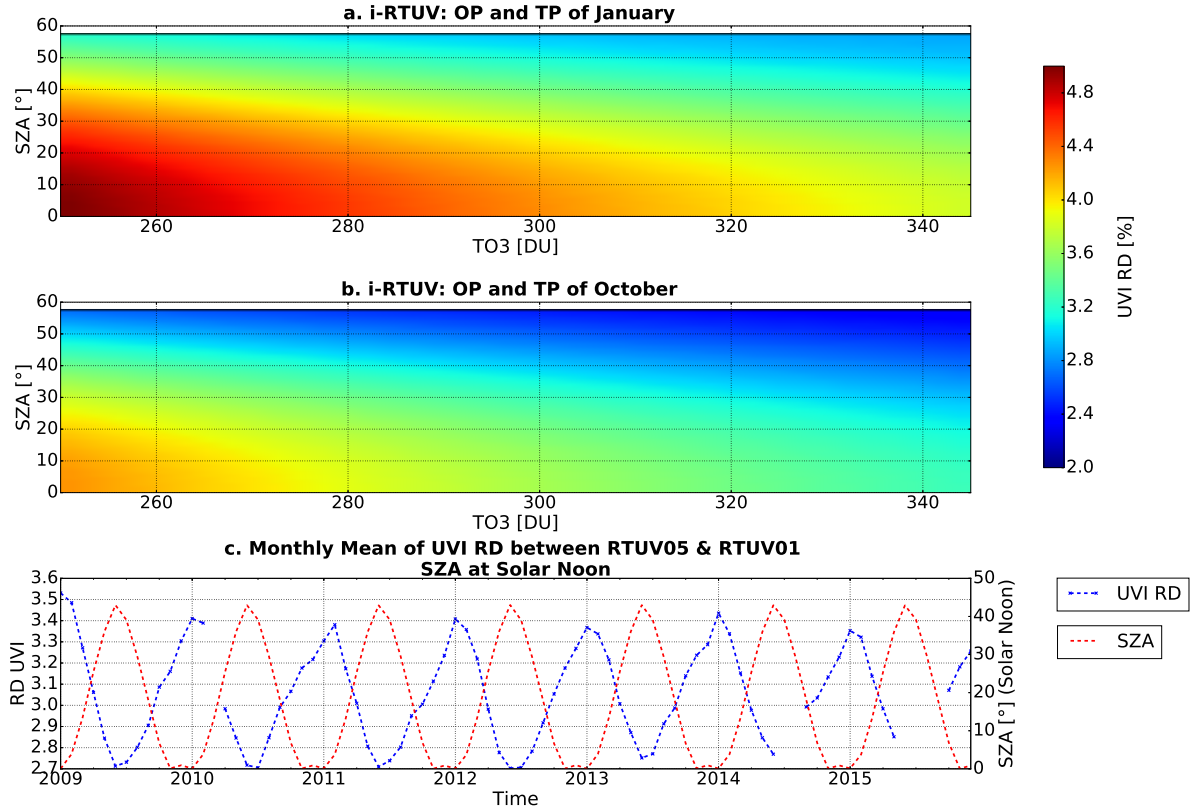 a. i-RTUV: OP and TP of January
60
50
40
30
20
10
0
SZA [°]
260 280 300 320 340
TO3 [DU]
b. i-RTUV: OP and TP of October
60
50
40
30
20
10
0
SZA [°]
260 280 300 320 340
TO3 [DU]
4.8
4.4
4.0
3.6
3.2
2.8
2.4
2.0
UVI RD [%]
c. Monthly Mean of UVI RD between RTUV05 & RTUV01
SZA at Solar Noon
3.6
3.5
3.4
3.3
3.2
3.1
3.0
2.9
2.8
2.7
RD UVI
50
40
30
20
10
0
SZA [°] (Solar Noon)
2009 2010 2011 2012 2013 2014 2015
Time
UVI RD
SZA